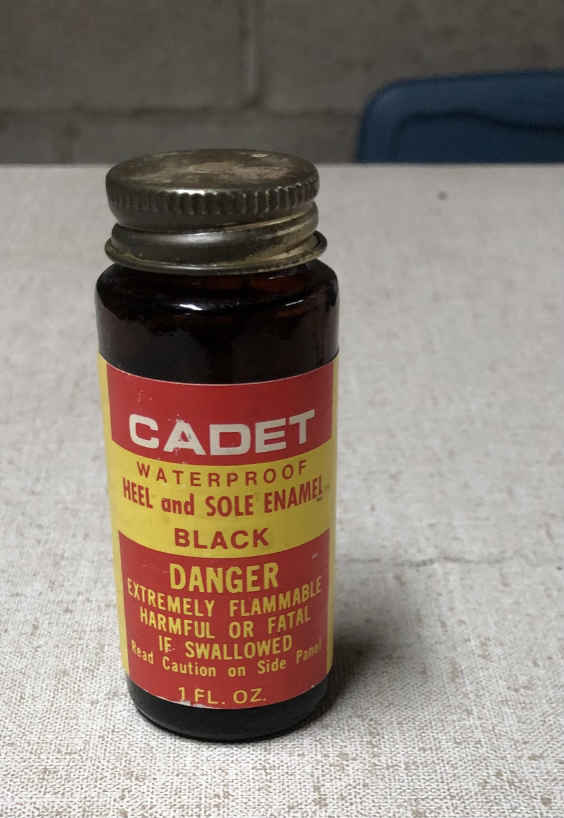 CADET
WATERPROOF
HEEL and SOLE ENAMEL
BLACK
DANGER
EXTREMELY FLAMMABLE
HARMFUL OR FATAL
IF SWALLOWED
Read Caution on Side Panel
1 FL. OZ.